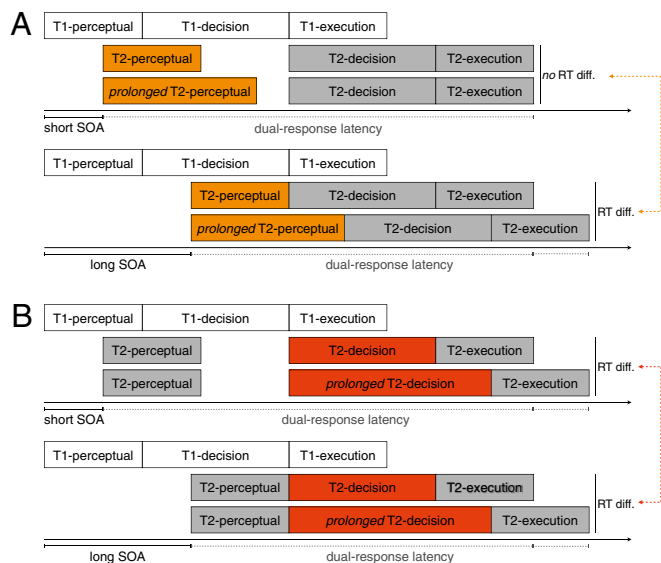 A
T1-perceptual T1-decision T1-execution
T2-perceptual T2-decision T2-execution
prolonged T2-perceptual T2-decision T2-execution
no RT diff.
short SOA dual-response latency
T1-perceptual T1-decision T1-execution
T2-perceptual T2-decision T2-execution
prolonged T2-perceptual T2-decision T2-execution
RT diff.
long SOA dual-response latency
B
T1-perceptual T1-decision T1-execution
T2-perceptual T2-decision T2-execution
T2-perceptual prolonged T2-decision T2-execution
RT diff.
short SOA dual-response latency
T1-perceptual T1-decision T1-execution
T2-perceptual T2-decision T2-execution
T2-perceptual prolonged T2-decision T2-execution
RT diff.
long SOA dual-response latency